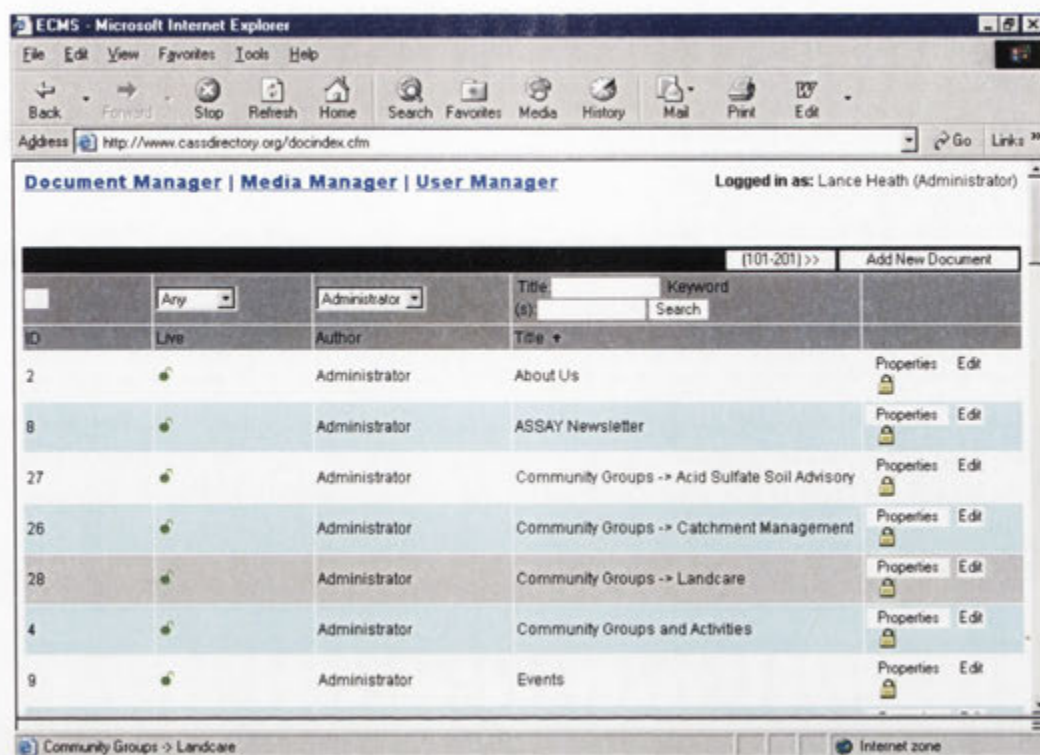 ECMS - Microsoft Internet Explorer
File Edit View Favorites Tools Help
Back Forward Stop Refresh Home Search Favorites Media History Mail Print Edit
Address http://www.cassdirectory.org/docindex.cfm Go Links »
Document Manager | Media Manager | User Manager Logged in as: Lance Heath (Administrator)
(101-201) >> Add New Document
Any Administrator Title: Keyword
(s): Search
ID Live Author Title
2 Administrator About Us Properties Edit
8 Administrator ASSAY Newsletter Properties Edit
27 Administrator Community Groups -> Acid Sulfate Soil Advisory Properties Edit
26 Administrator Community Groups -> Catchment Management Properties Edit
28 Administrator Community Groups -> Landcare Properties Edit
4 Administrator Community Groups and Activities Properties Edit
9 Administrator Events Properties Edit
Community Groups -> Landcare Internet zone